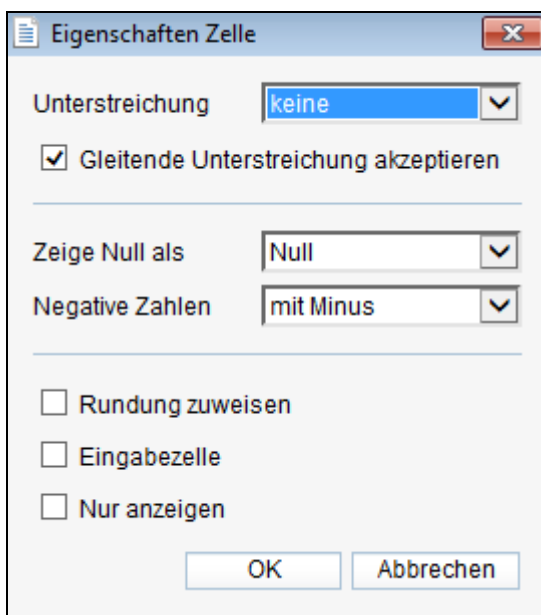 Eigenschaften Zelle
Unterstreichung keine
Gleitende Unterstreichung akzeptieren
Zeige Null als Null
Negative Zahlen mit Minus
Rundung zuweisen
Eingabezelle
Nur anzeigen
OK Abbrechen